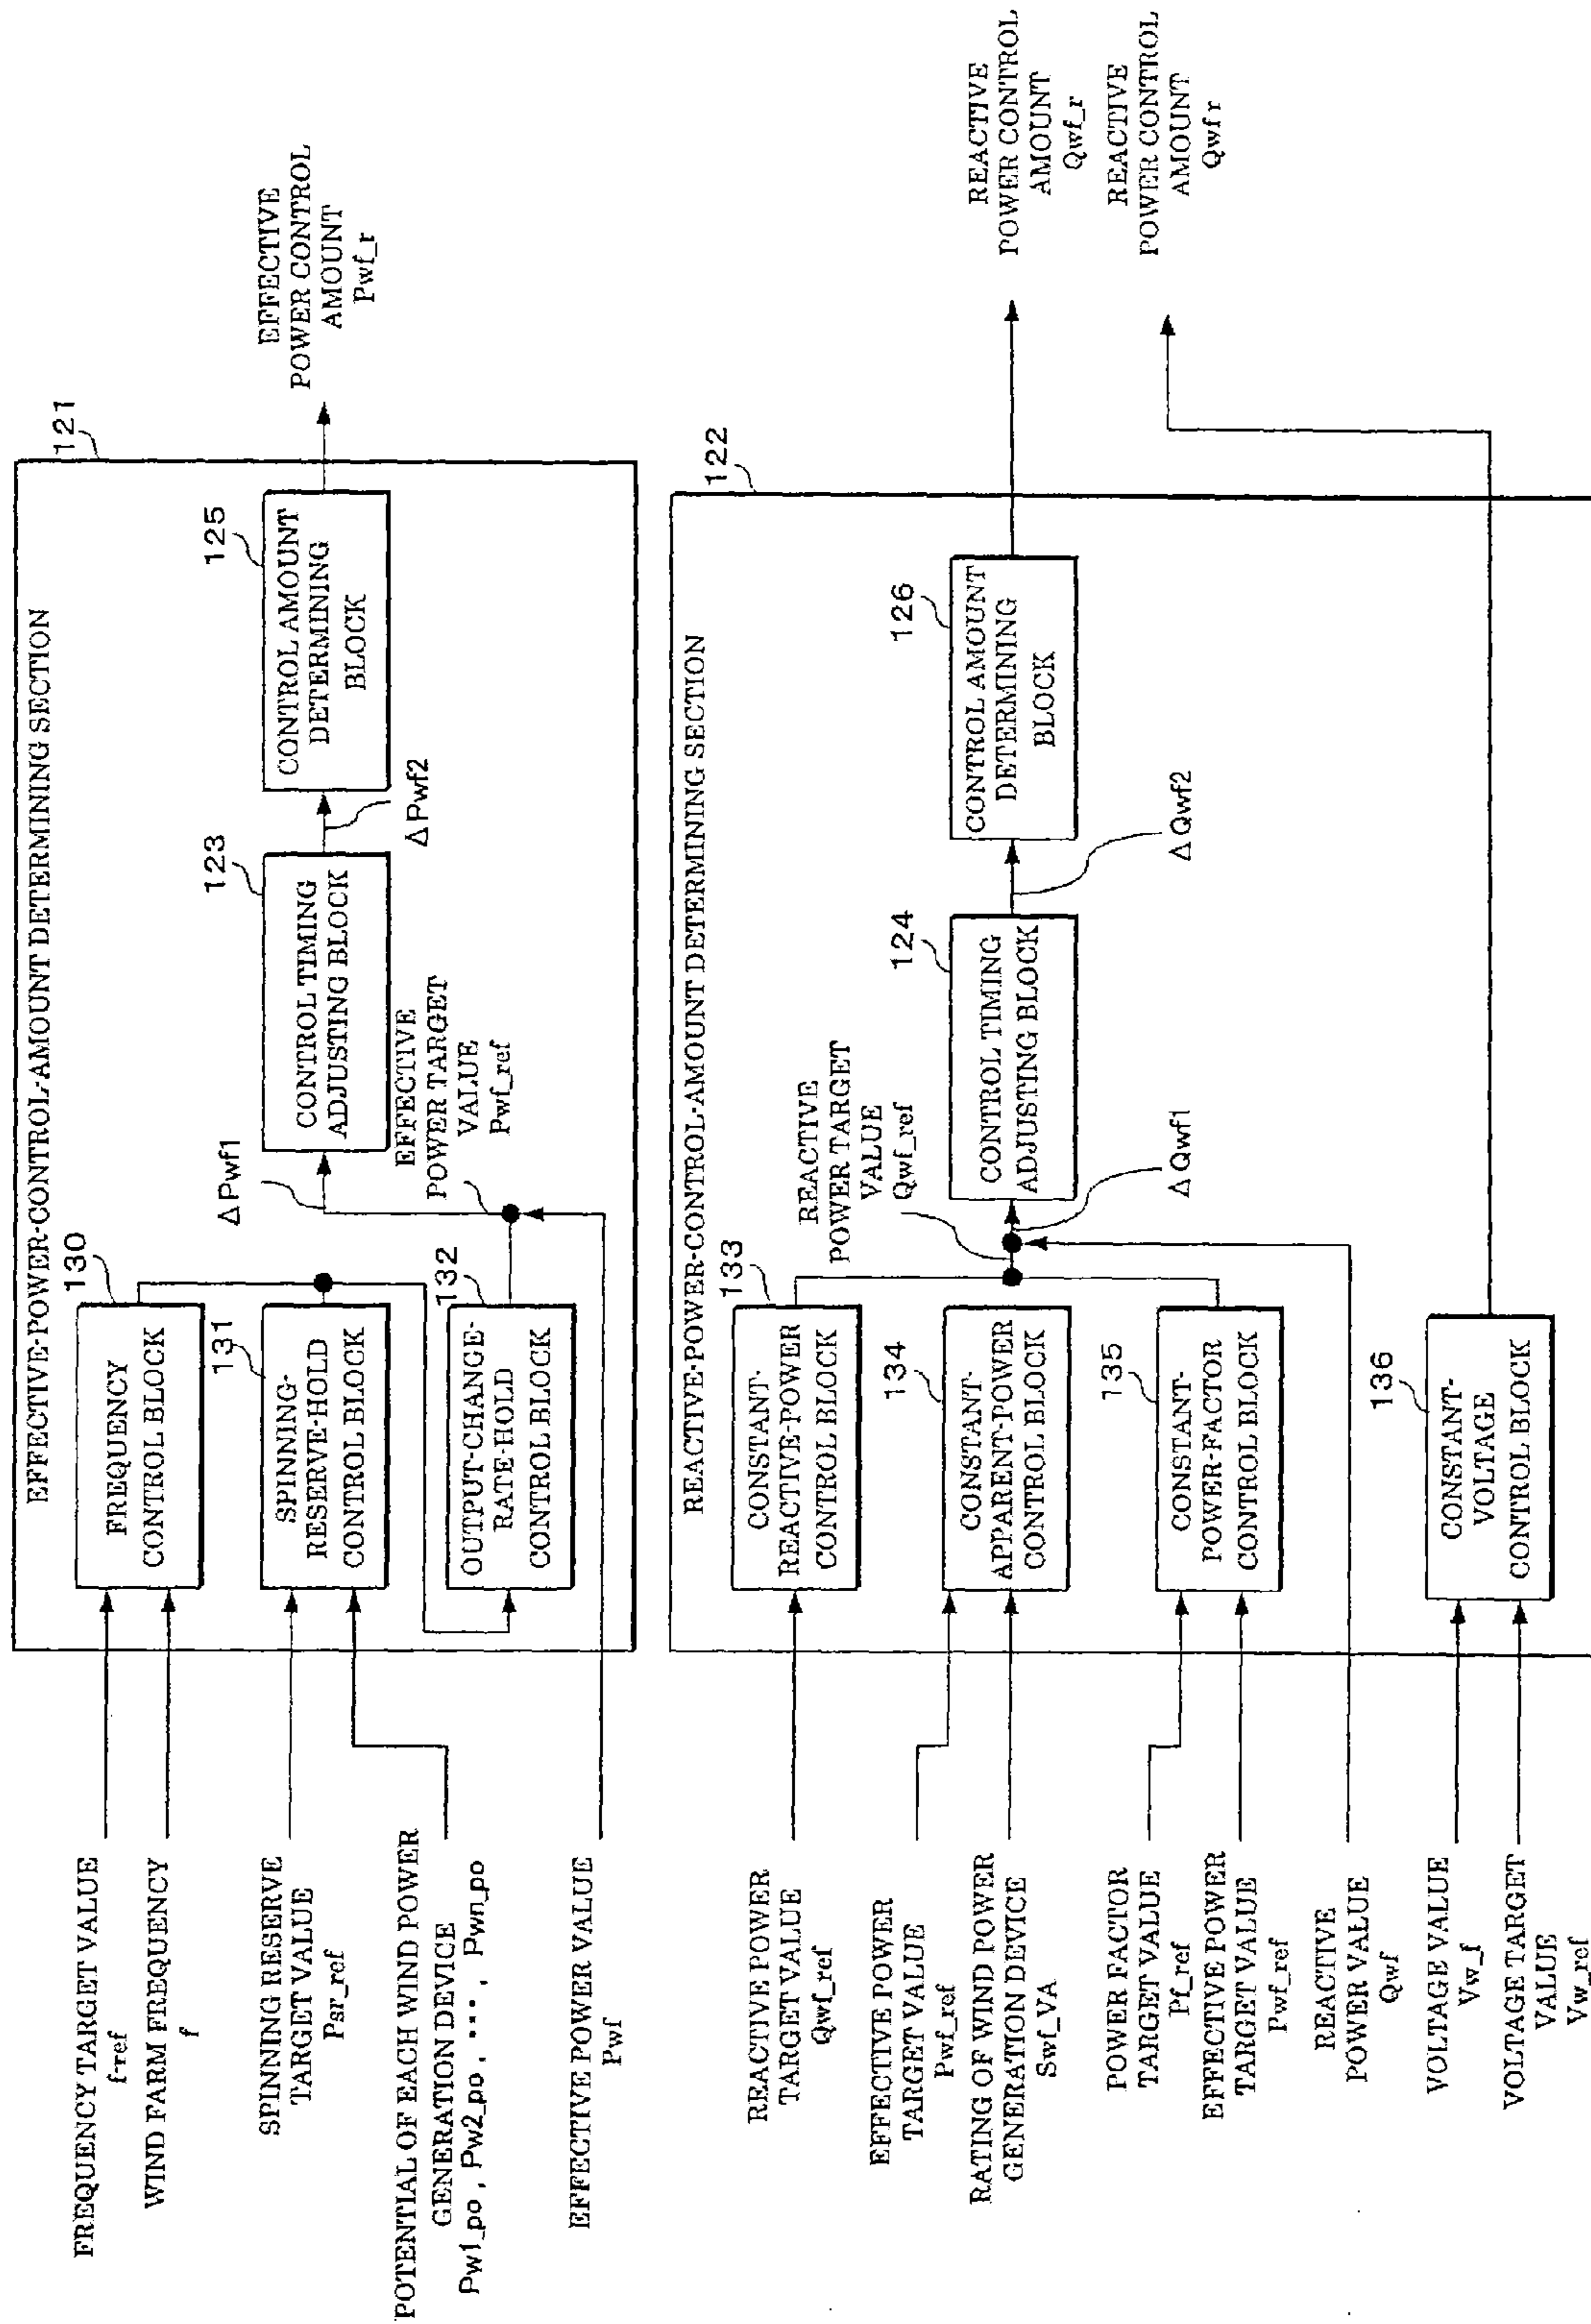 EFFECTIVE-POWER-CONTROL-AMOUNT DETERMINING SECTION
121
FREQUENCY TARGET VALUE
f-ref
WIND FARM FREQUENCY
f
130
FREQUENCY
CONTROL BLOCK
SPINNING RESERVE
TARGET VALUE
Psr_ref
POTENTIAL OF EACH WIND POWER
GENERATION DEVICE
Pw1_po , Pw2_po , ••• , Pwn_po
131
SPINNING-
RESERVE-HOLD
CONTROL BLOCK
132
OUTPUT-CHANGE-
RATE-HOLD
CONTROL BLOCK
EFFECTIVE POWER VALUE
Pwf
ΔPwf1
EFFECTIVE
POWER TARGET
VALUE
Pwf_ref
123
CONTROL TIMING
ADJUSTING BLOCK
ΔPwf2
125
CONTROL AMOUNT
DETERMINING
BLOCK
EFFECTIVE
POWER CONTROL
AMOUNT
Pwf_r
REACTIVE-POWER-CONTROL-AMOUNT DETERMINING SECTION
122
REACTIVE POWER
TARGET VALUE
Qwf_ref
133
CONSTANT-
REACTIVE-POWER
CONTROL BLOCK
EFFECTIVE POWER
TARGET VALUE
Pwf_ref
RATING OF WIND POWER
GENERATION DEVICE
Swf_VA
134
CONSTANT-
APPARENT-POWER
CONTROL BLOCK
POWER FACTOR
TARGET VALUE
Pf_ref
EFFECTIVE POWER
TARGET VALUE
Pwf_ref
135
CONSTANT-
POWER-FACTOR
CONTROL BLOCK
REACTIVE
POWER VALUE
Qwf
VOLTAGE VALUE
Vw_f
VOLTAGE TARGET
VALUE
Vw_ref
136
CONSTANT-
VOLTAGE
CONTROL BLOCK
REACTIVE
POWER TARGET
VALUE
Qwf_ref
ΔQwf1
124
CONTROL TIMING
ADJUSTING BLOCK
ΔQwf2
126
CONTROL AMOUNT
DETERMINING
BLOCK
REACTIVE
POWER CONTROL
AMOUNT
Qwf_r
REACTIVE
POWER CONTROL
AMOUNT
Qwf r